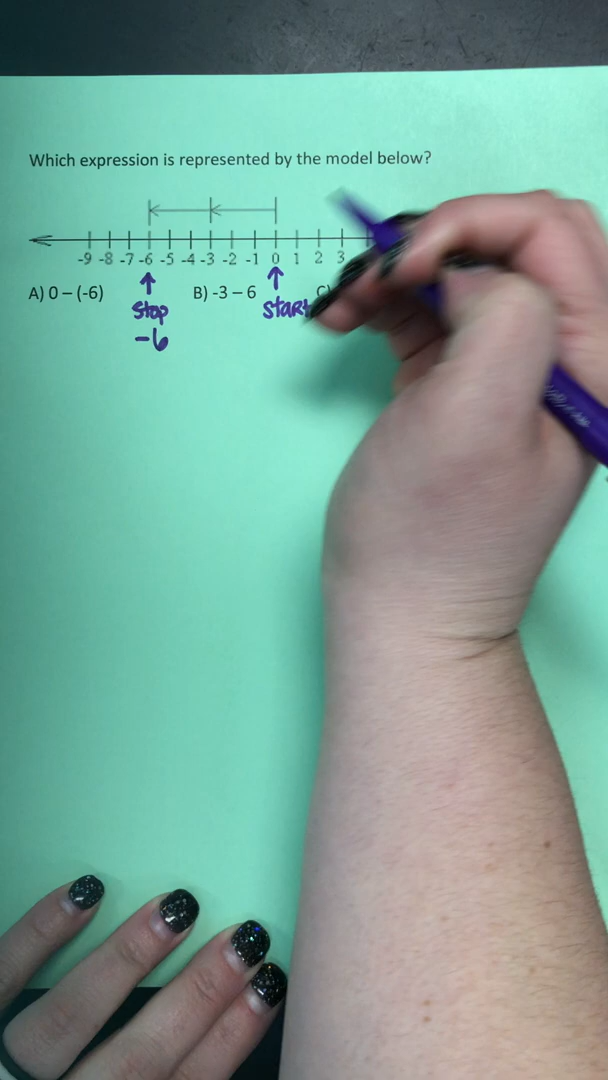 Which expression is represented by the model below?
-9 -8 -7 -6 -5 -4 -3 -2 -1 0 1 2 3
A) 0 – (-6) B) -3 – 6 C)
stop start
-6